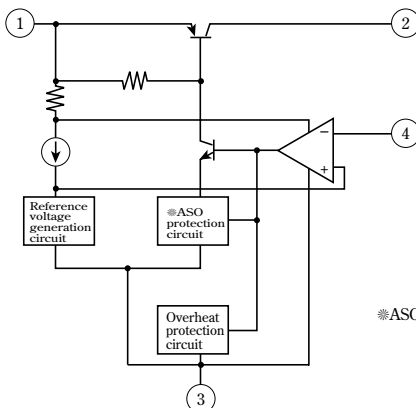 1
2
−
4
+
Reference
voltage
generation
circuit
※ASO
protection
circuit
Overheat
protection
circuit
※ASO
3